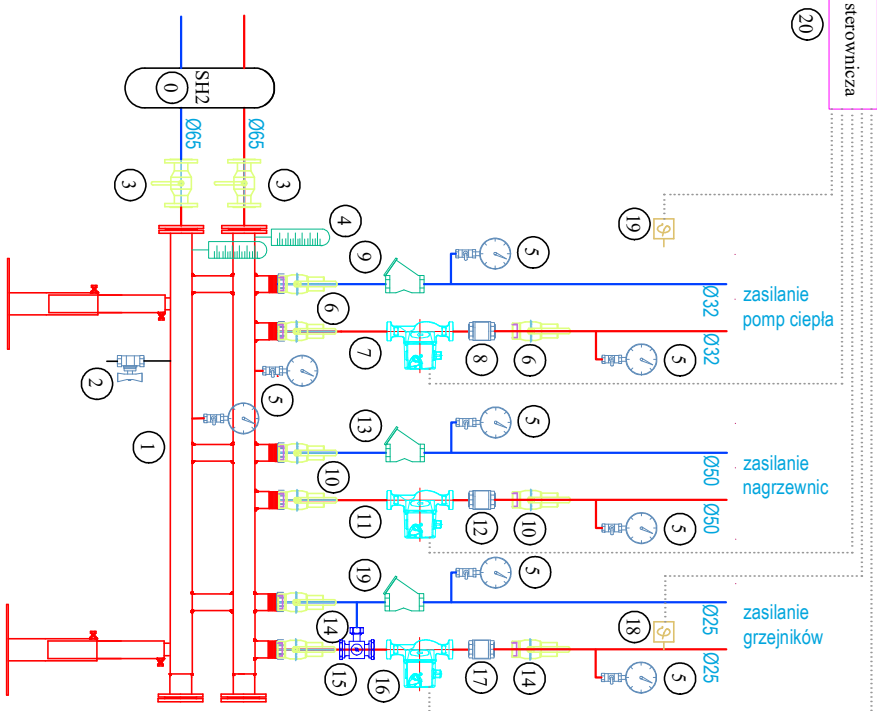 sterownicza
20
SH2
0
Ø65
Ø65
3
3
4
19
9
5
6
Ø32
zasilanie
pomp ciepła
7
8
6
5
Ø32
2
5
1
13
5
10
Ø50
zasilanie
nagrzewnic
11
12
10
5
Ø50
19
5
14
18
Ø25
zasilanie
grzejników
15
16
17
14
5
Ø25